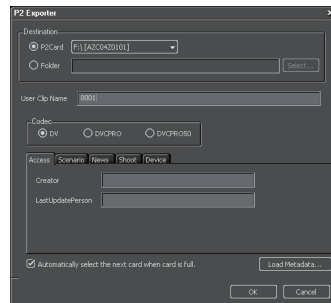 P2 Exporter
Destination
P2Card F:\ [AZC0420101]
Folder Select...
User Clip Name 0001
Codec
DV DVCPRO DVCPRO50
Access Scenario News Shoot Device
Creator
LastUpdatePerson
Automatically select the next card when card is full. Load Metadata...
OK Cancel